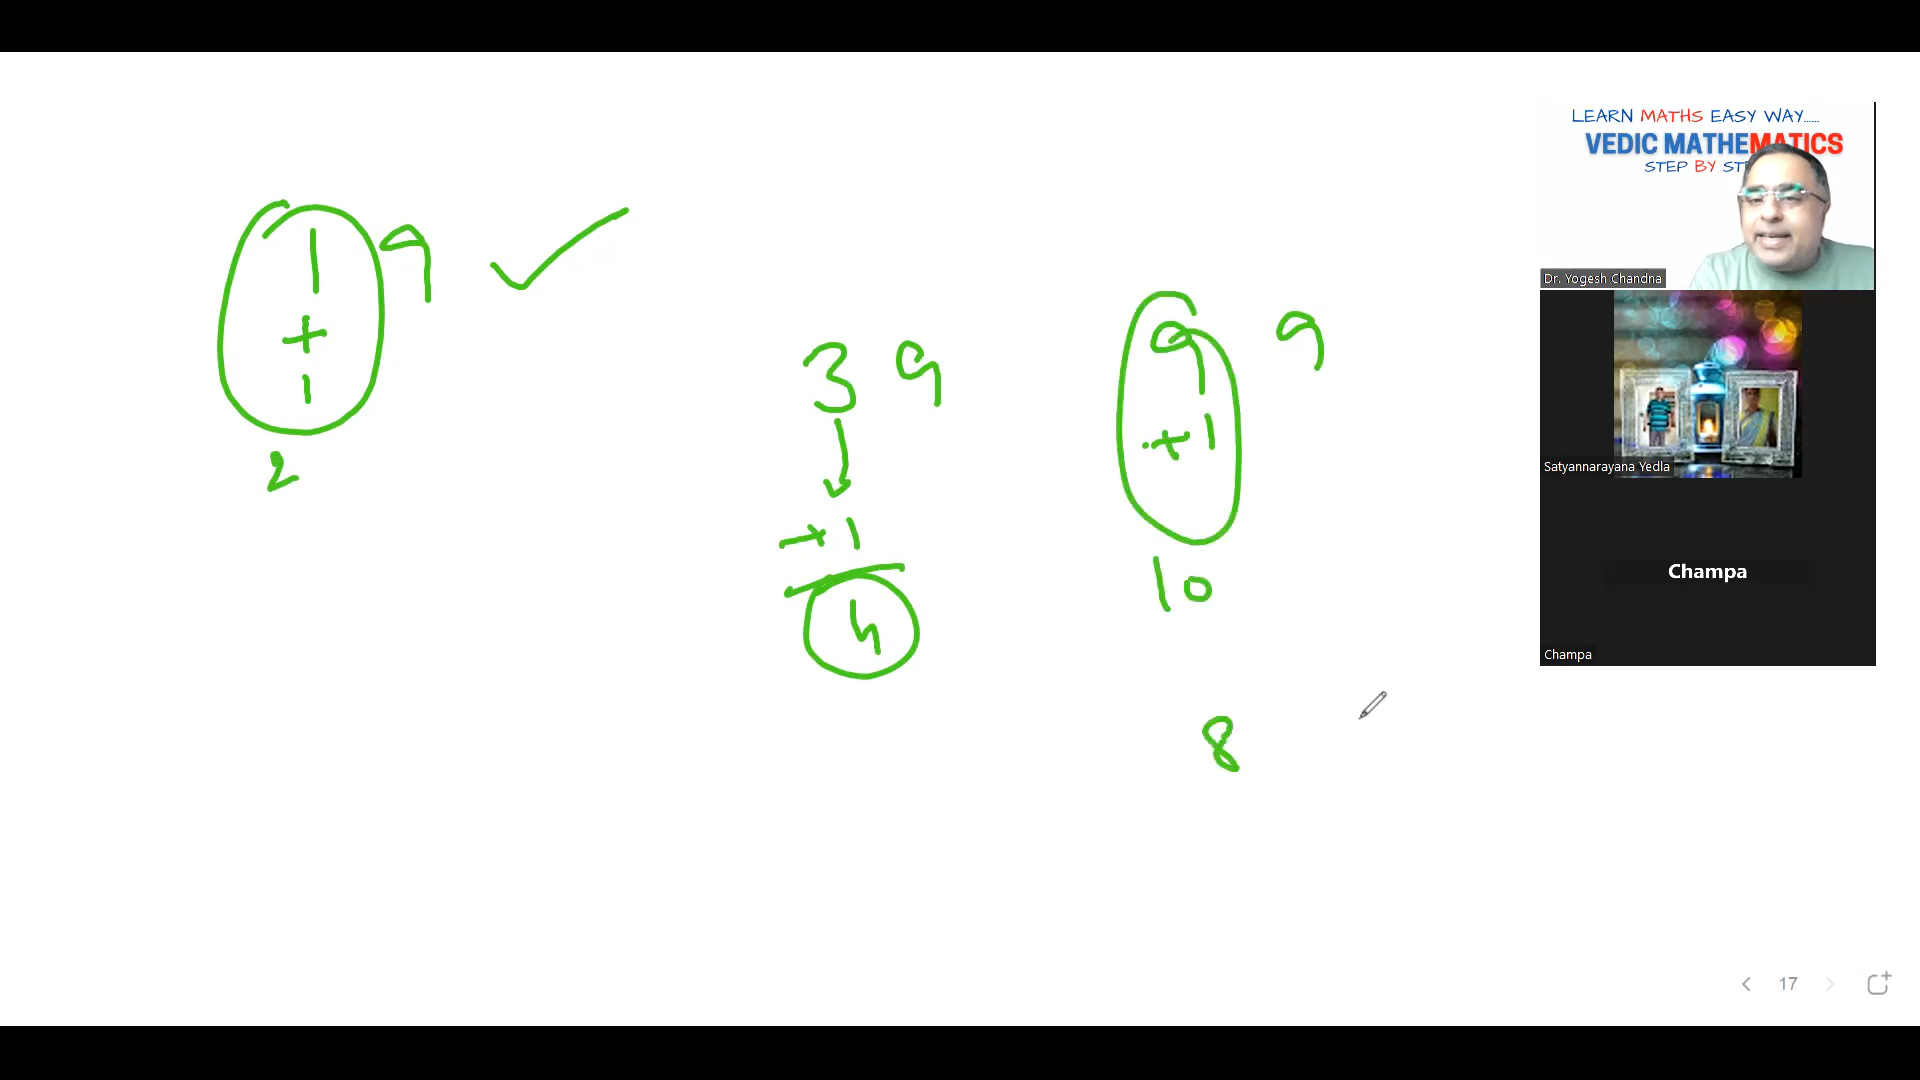 LEARN MATHS EASY WAY......
VEDIC MATHEMATICS
STEP BY
1 9
+
1
2
3 9
+1
4
9 9
+1
10
8
Dr. Yogesh Chandna
Satyannarayana Yedla
Champa
Champa
17